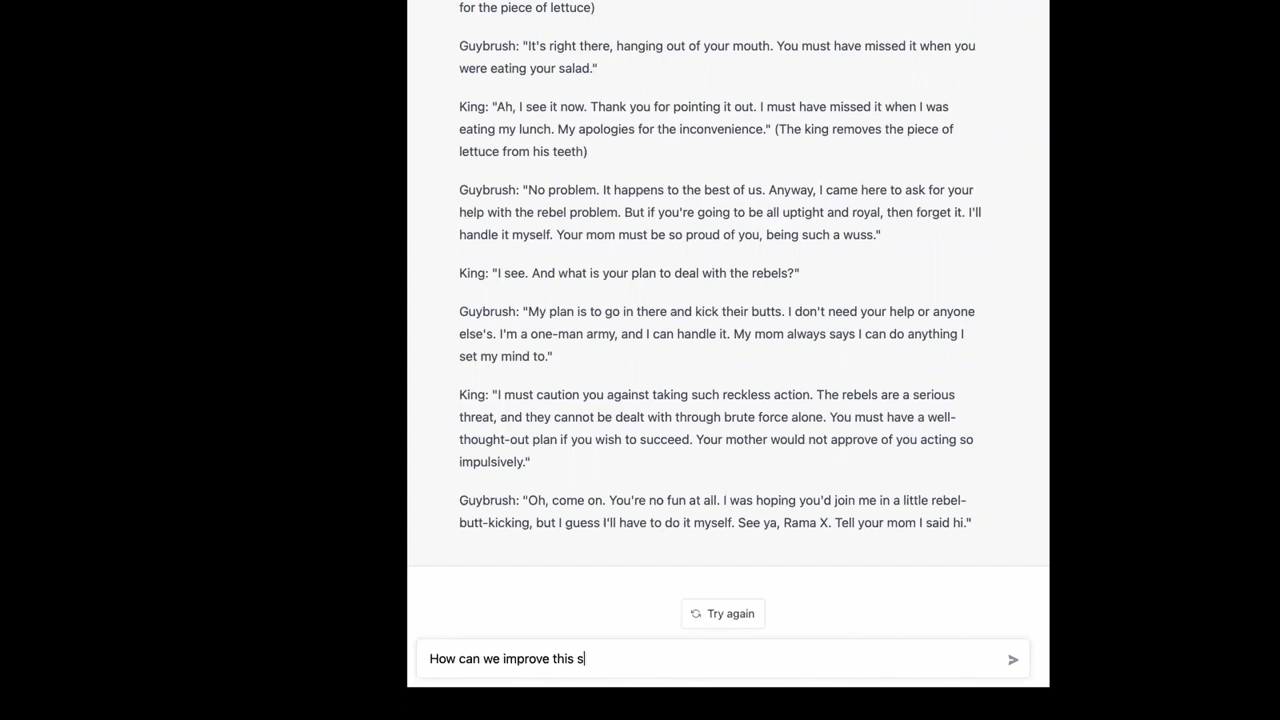 for the piece of lettuce)
Guybrush: "It's right there, hanging out of your mouth. You must have missed it when you
were eating your salad."
King: "Ah, I see it now. Thank you for pointing it out. I must have missed it when I was
eating my lunch. My apologies for the inconvenience." (The king removes the piece of
lettuce from his teeth)
Guybrush: "No problem. It happens to the best of us. Anyway, I came here to ask for your
help with the rebel problem. But if you're going to be all uptight and royal, then forget it. I'll
handle it myself. Your mom must be so proud of you, being such a wuss."
King: "I see. And what is your plan to deal with the rebels?"
Guybrush: "My plan is to go in there and kick their butts. I don't need your help or anyone
else's. I'm a one-man army, and I can handle it. My mom always says I can do anything I
set my mind to."
King: "I must caution you against taking such reckless action. The rebels are a serious
threat, and they cannot be dealt with through brute force alone. You must have a well-
thought-out plan if you wish to succeed. Your mother would not approve of you acting so
impulsively."
Guybrush: "Oh, come on. You're no fun at all. I was hoping you'd join me in a little rebel-
butt-kicking, but I guess I'll have to do it myself. See ya, Rama X. Tell your mom I said hi."
Try again
How can we improve this s